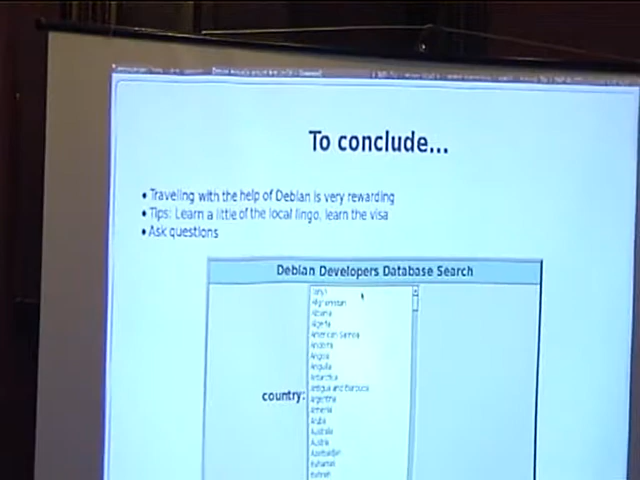 To conclude...
• Traveling with the help of Debian is very rewarding
• Tips: Learn a little of the local lingo, learn the visa
• Ask questions
Debian Developers Database Search
country:
Afghanistan
Albania
Algeria
American Samoa
Andorra
Angola
Anguilla
Antarctica
Antigua and Barbuda
Argentina
Armenia
Aruba
Australia
Austria
Azerbaijan
Bahamas
Bahrain